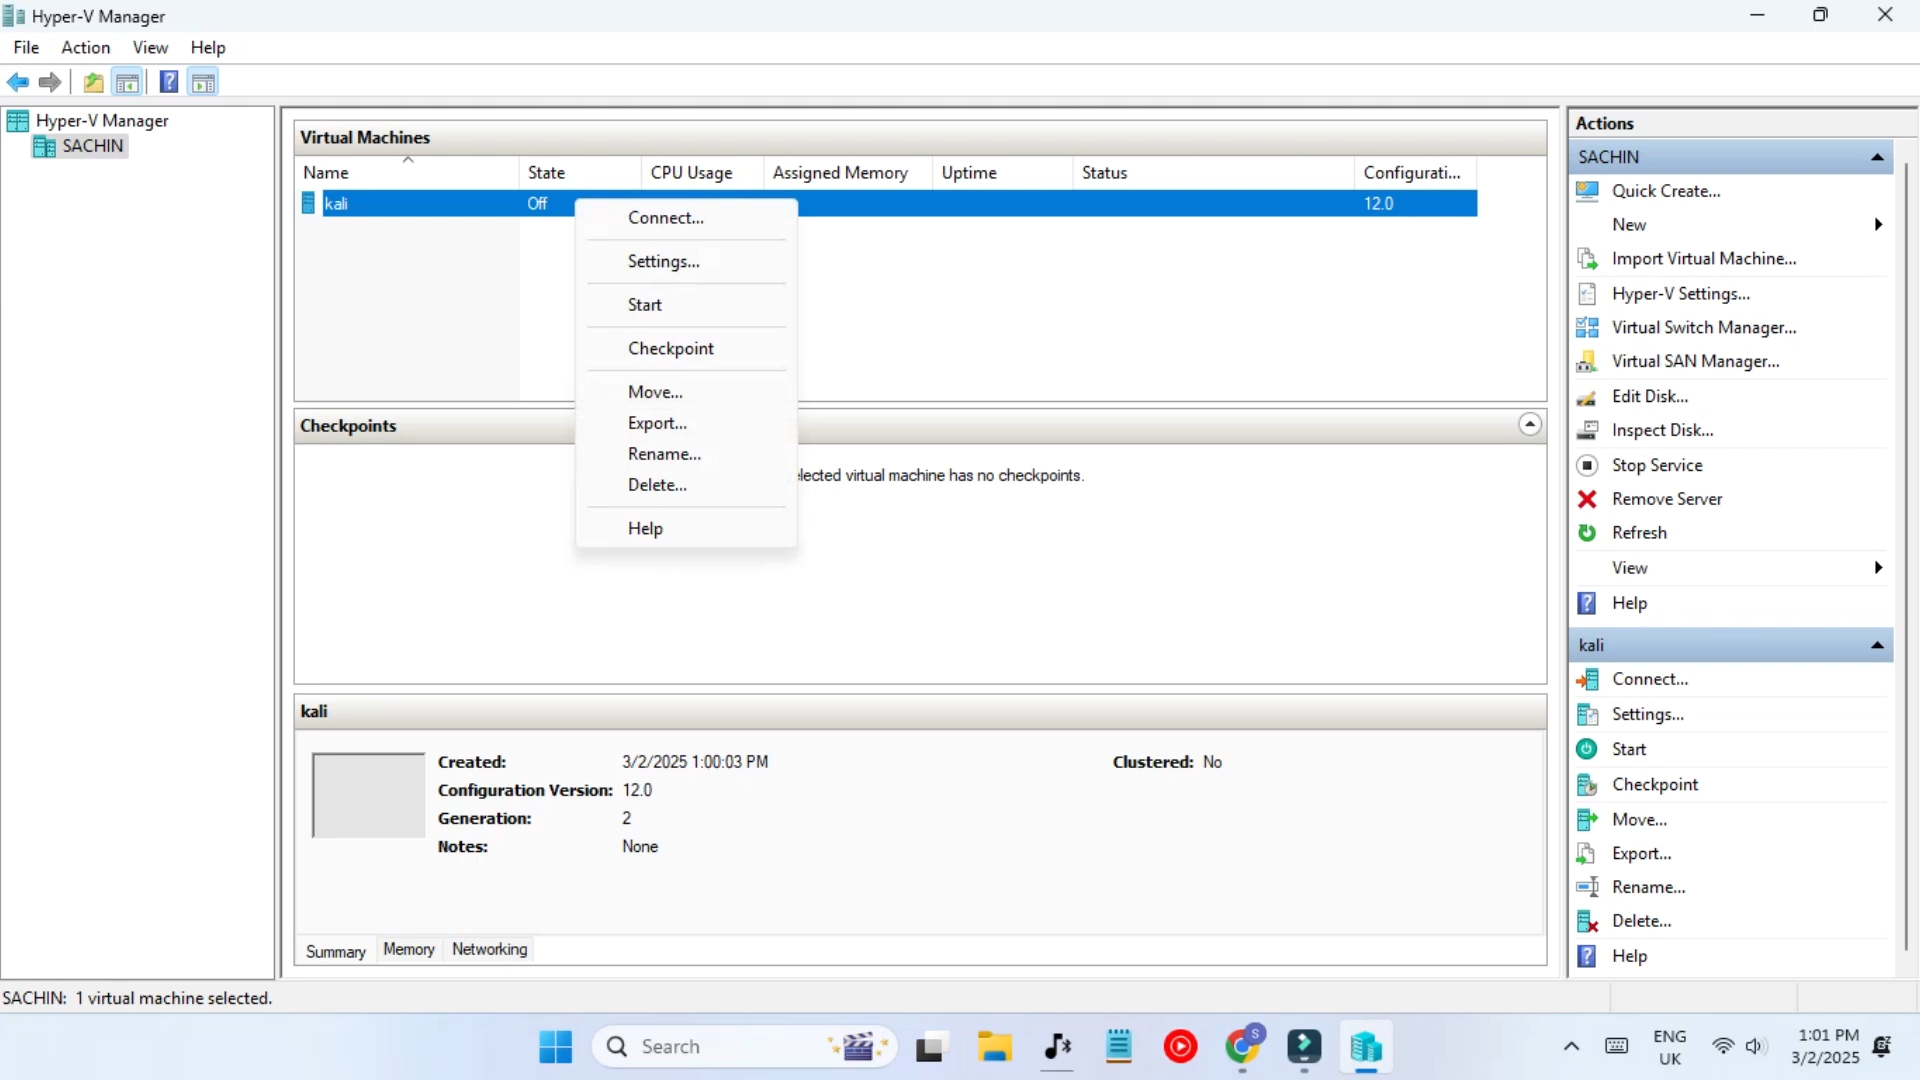 Hyper-V Manager
File Action View Help
Hyper-V Manager
SACHIN
Virtual Machines
Name State CPU Usage Assigned Memory Uptime Status Configurati...
kali Off 12.0
Connect...
Settings...
Start
Checkpoint
Move...
Export...
Rename...
Delete...
Help
Checkpoints
elected virtual machine has no checkpoints.
kali
Created: 3/2/2025 1:00:03 PM Clustered: No
Configuration Version: 12.0
Generation: 2
Notes: None
Summary Memory Networking
Actions
SACHIN
Quick Create...
New
Import Virtual Machine...
Hyper-V Settings...
Virtual Switch Manager...
Virtual SAN Manager...
Edit Disk...
Inspect Disk...
Stop Service
Remove Server
Refresh
View
Help
kali
Connect...
Settings...
Start
Checkpoint
Move...
Export...
Rename...
Delete...
Help
SACHIN: 1 virtual machine selected.
Search
S
ENG
UK
1:01 PM
3/2/2025